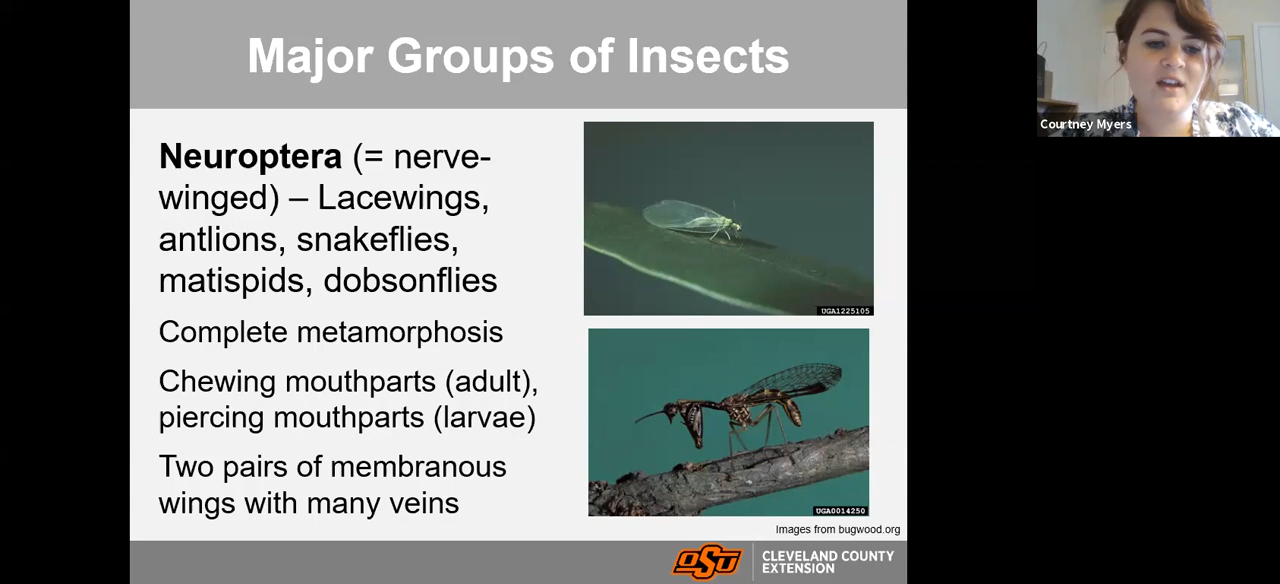 Major Groups of Insects
Courtney Myers
Neuroptera (= nerve-
winged) – Lacewings,
antlions, snakeflies,
matispids, dobsonflies
Complete metamorphosis
Chewing mouthparts (adult),
piercing mouthparts (larvae)
Two pairs of membranous
wings with many veins
UGA1225105
UGA0014250
Images from bugwood.org
OSU
CLEVELAND COUNTY
EXTENSION